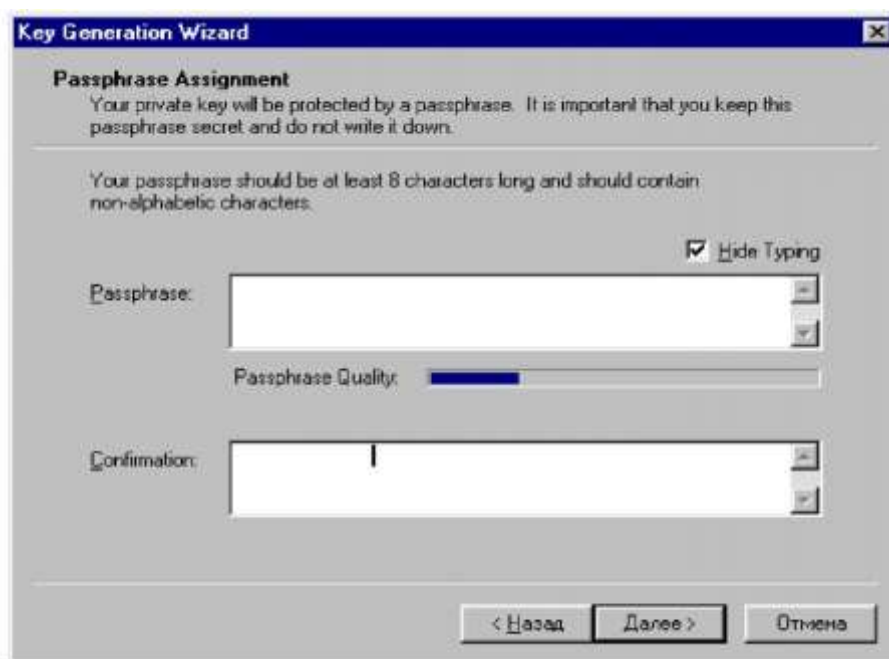 Key Generation Wizard
Passphrase Assignment
Your private key will be protected by a passphrase. It is important that you keep this
passphrase secret and do not write it down.
Your passphrase should be at least 8 characters long and should contain
non-alphabetic characters.
Hide Typing
Passphrase:
Passphrase Quality:
Confirmation:
< Назад
Далее >
Отмена